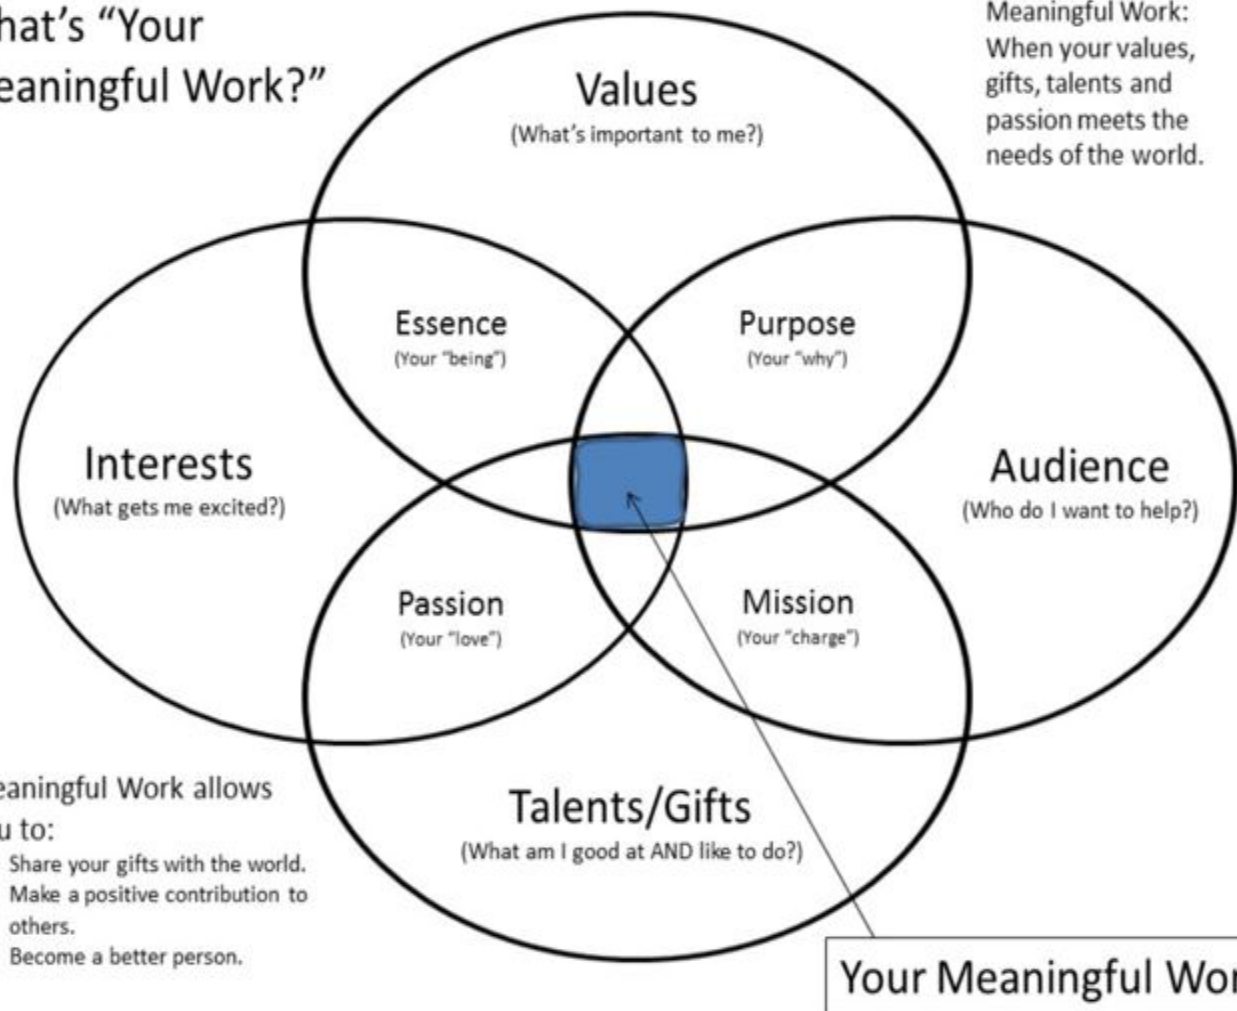 hat's “Your
eaningful Work?”
Meaningful Work:
When your values,
gifts, talents and
passion meets the
needs of the world.
Values
(What's important to me?)
Essence
(Your “being”)
Purpose
(Your “why”)
Interests
(What gets me excited?)
Audience
(Who do I want to help?)
Passion
(Your “love”)
Mission
(Your “charge”)
Talents/Gifts
(What am I good at AND like to do?)
eaningful Work allows
u to:
Share your gifts with the world.
Make a positive contribution to
others.
Become a better person.
Your Meaningful Wor